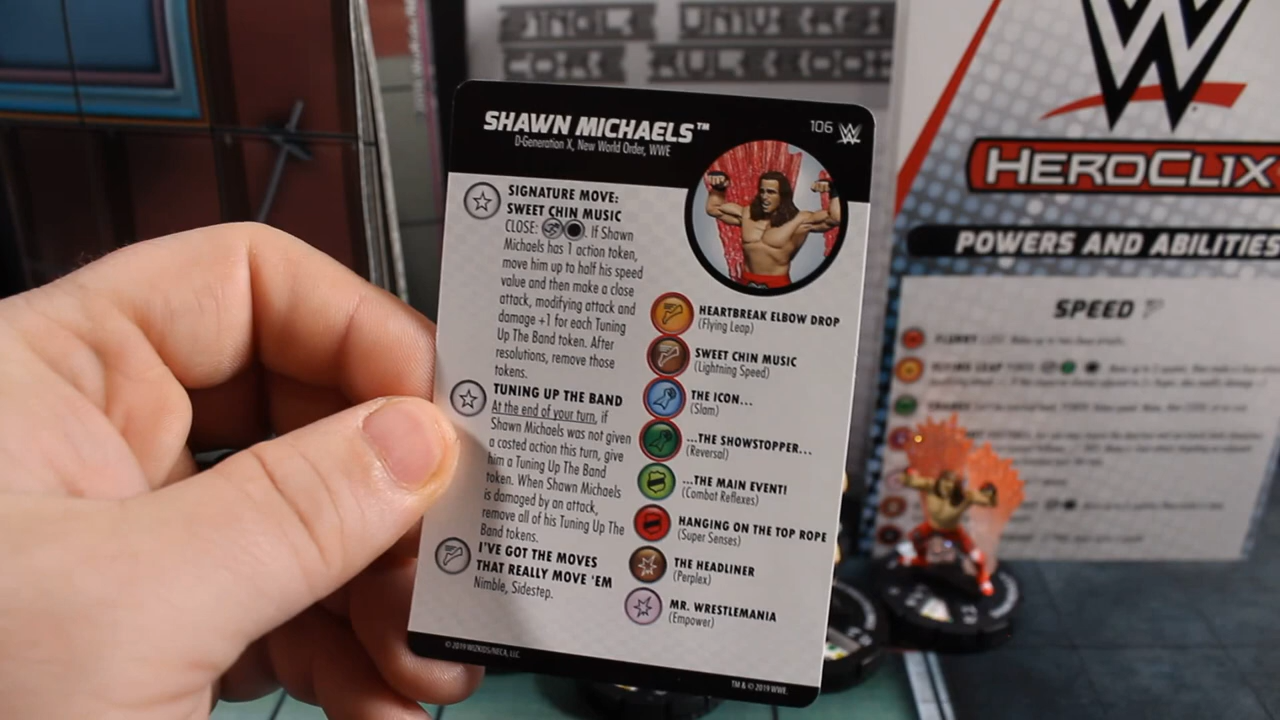 SINGLE UNIVERSE
CORE RULEBOOK
SHAWN MICHAELS™
106 W
D-Generation X, New World Order, WWE
SIGNATURE MOVE:
SWEET CHIN MUSIC
CLOSE: . If Shawn
Michaels has 1 action token,
move him up to half his speed
value and then make a close
attack, modifying attack and
damage +1 for each Tuning
Up The Band token. After
resolutions, remove those
tokens.
TUNING UP THE BAND
At the end of your turn, if
Shawn Michaels was not given
a costed action this turn, give
him a Tuning Up The Band
token. When Shawn Michaels
is damaged by an attack,
remove all of his Tuning Up The
Band tokens.
I'VE GOT THE MOVES
THAT REALLY MOVE 'EM
Nimble, Sidestep.
HEARTBREAK ELBOW DROP
(Flying Leap)
SWEET CHIN MUSIC
(Lightning Speed)
THE ICON...
(Slam)
...THE SHOWSTOPPER...
(Reversal)
...THE MAIN EVENT!
(Combat Reflexes)
HANGING ON THE TOP ROPE
(Super Senses)
THE HEADLINER
(Perplex)
MR. WRESTLEMANIA
(Empower)
© 2019 WIZKIDS/NECA, LLC.
TM & © 2019 WWE.
W
HEROCLIX
POWERS AND ABILITIES
SPEED
FLURRY
FLYING LEAP